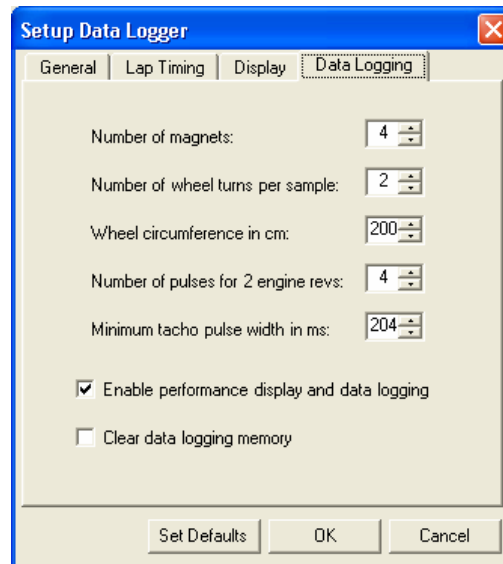 Setup Data Logger
General Lap Timing Display Data Logging
Number of magnets: 4
Number of wheel turns per sample: 2
Wheel circumference in cm: 200
Number of pulses for 2 engine revs: 4
Minimum tacho pulse width in ms: 204
Enable performance display and data logging
Clear data logging memory
Set Defaults OK Cancel